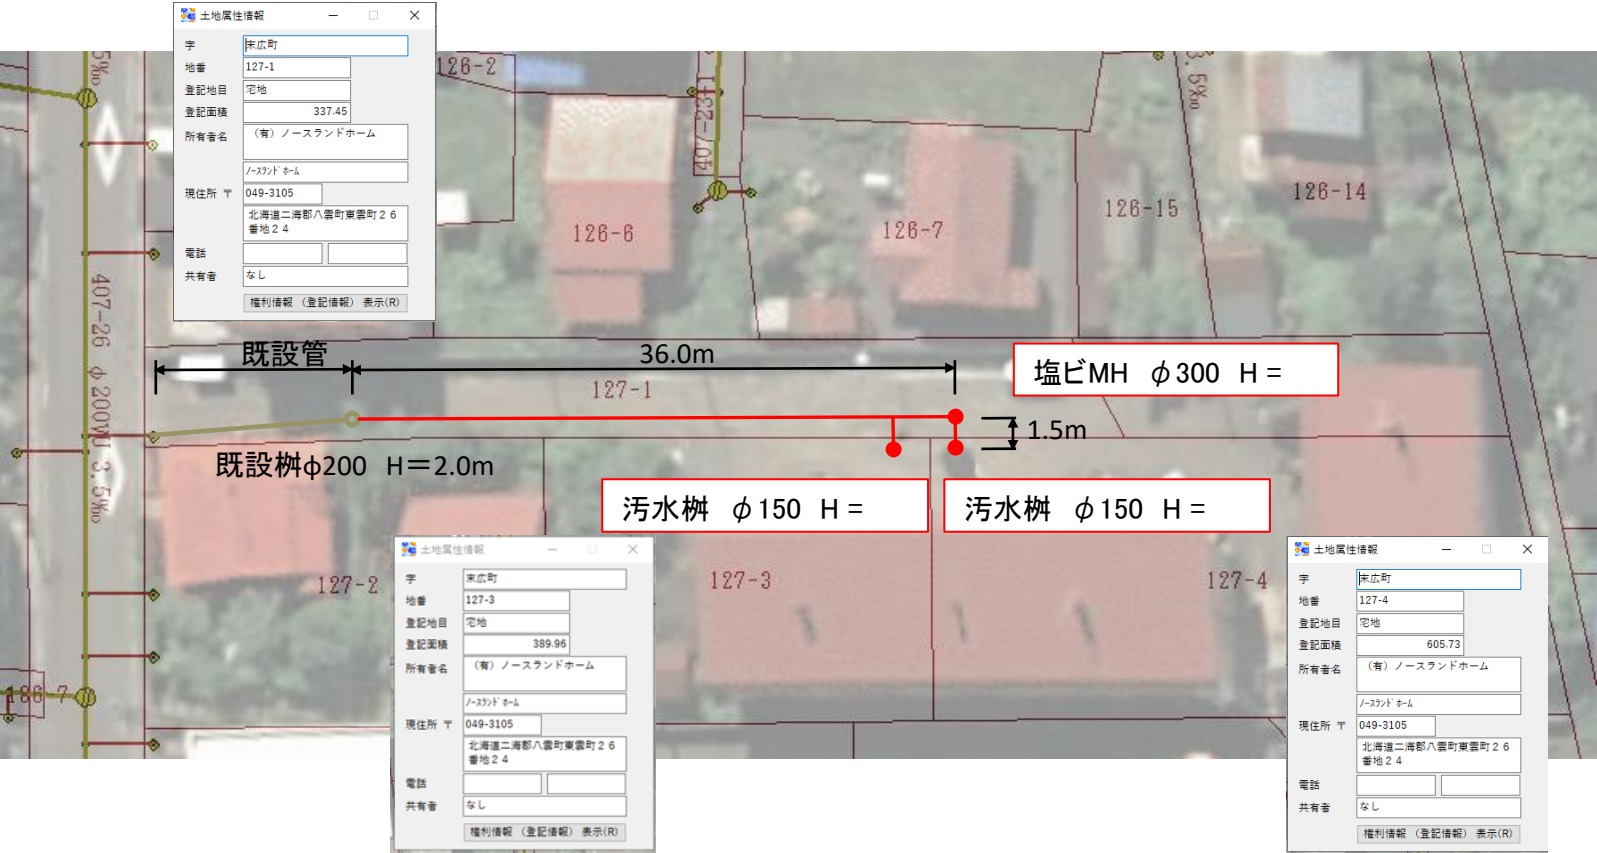 土地属性情報
字 末広町
地番 127-1
登記地目 宅地
登記面積 337.45
所有者名 (有) ノースランドホーム
ノースランドホーム
現住所 〒 049-3105
北海道二海郡八雲町東雲町26
番地24
電話
共有者 なし
権利情報 (登記情報) 表示(R)
126-2
407-23-1
3.5‰
5‰
126-6
126-7
126-15
126-14
407-26 φ200VU 3.5‰
既設管
36.0m
127-1
塩ビMH φ300 H=
1.5m
既設桝φ200 H=2.0m
汚水桝 φ150 H=
汚水桝 φ150 H=
127-2
127-3
127-4
186-7
土地属性情報
字 末広町
地番 127-3
登記地目 宅地
登記面積 389.96
所有者名 (有) ノースランドホーム
ノースランドホーム
現住所 〒 049-3105
北海道二海郡八雲町東雲町26
番地24
電話
共有者 なし
権利情報 (登記情報) 表示(R)
土地属性情報
字 末広町
地番 127-4
登記地目 宅地
登記面積 605.73
所有者名 (有) ノースランドホーム
ノースランドホーム
現住所 〒 049-3105
北海道二海郡八雲町東雲町26
番地24
電話
共有者 なし
権利情報 (登記情報) 表示(R)